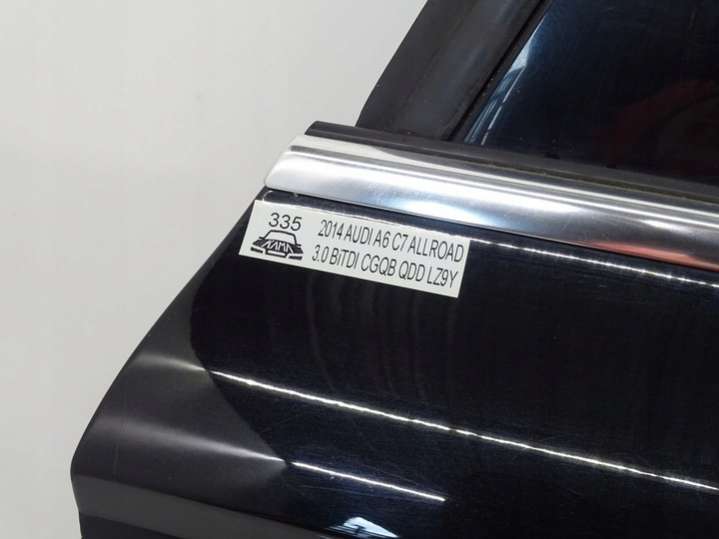 335
2014 AUDI A6 C7 ALLROAD
3.0 BiTDI CGQB QDD LZ9Y